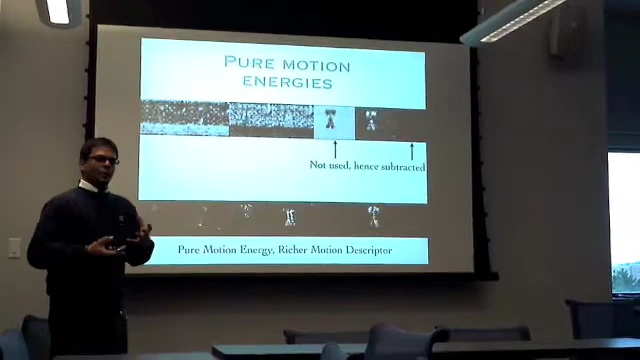 PURE MOTION
ENERGIES
Not used, hence subtracted
Pure Motion Energy, Richer Motion Descriptor